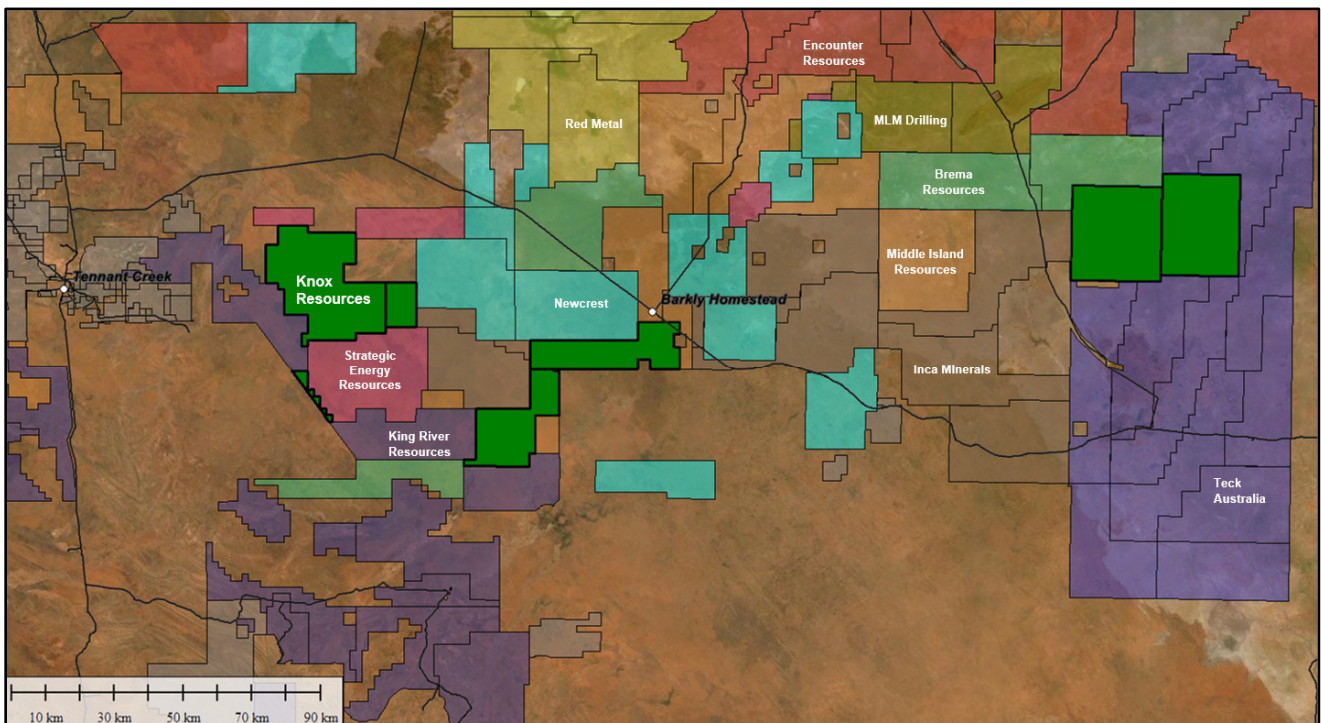 Encounter
Resources
Red Metal
MLM Drilling
Brema
Resources
Tennant Creek
Knox
Resources
Middle Island
Resources
Newcrest
Barkly Homestead
Strategic
Energy
Resources
Inca MInerals
King River
Resources
Teck
Australia
10 km 30 km 50 km 70 km 90 km